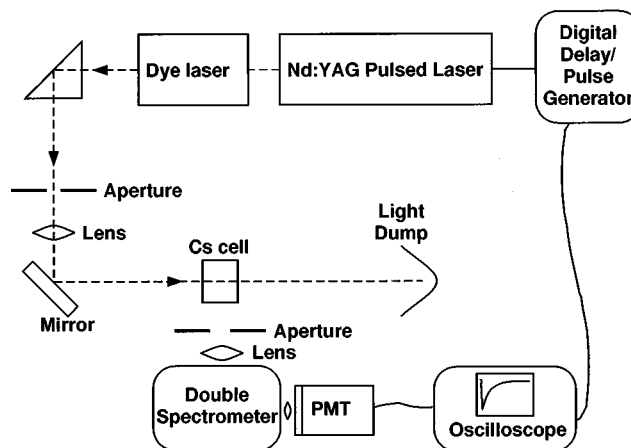 Dye laser
Nd:YAG Pulsed Laser
Digital
Delay/
Pulse
Generator
Aperture
Lens
Mirror
Cs cell
Light
Dump
Aperture
Lens
Double
Spectrometer
PMT
Oscilloscope